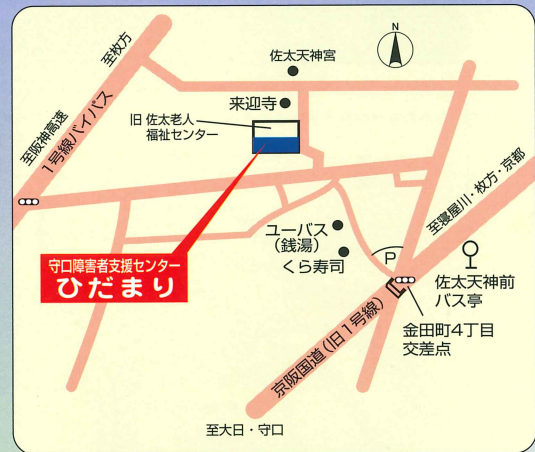 N
至枚方
佐太天神宮
至阪神高速
1号線バイパス
来迎寺
旧 佐太老人
福祉センター
至寝屋川・枚方・京都
ユーバス
(銭湯)
くら寿司
P
守口障害者支援センター
ひだまり
佐太天神前
バス亭
金田町4丁目
交差点
京阪国道(旧1号線)
至大日・守口